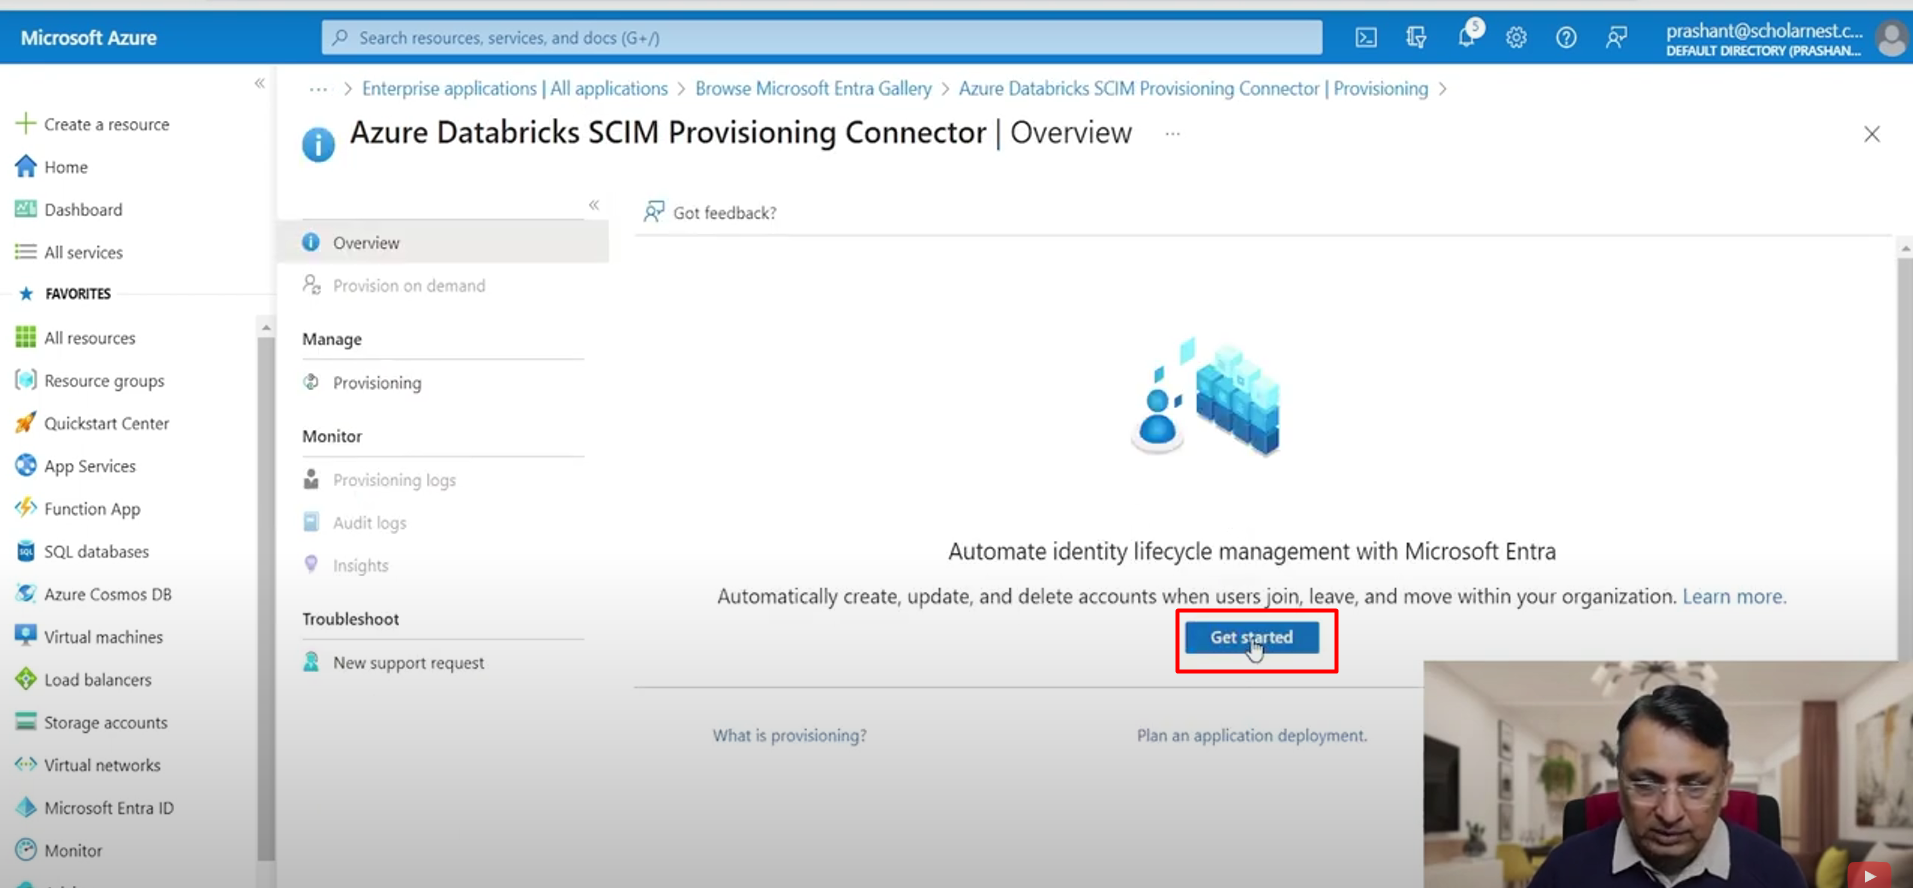 Microsoft Azure
Search resources, services, and docs (G+/)
5
prashant@scholarnest.c...
DEFAULT DIRECTORY (PRASHAN...
Create a resource
Home
Dashboard
All services
FAVORITES
All resources
Resource groups
Quickstart Center
App Services
Function App
SQL databases
Azure Cosmos DB
Virtual machines
Load balancers
Storage accounts
Virtual networks
Microsoft Entra ID
Monitor
... > Enterprise applications | All applications > Browse Microsoft Entra Gallery > Azure Databricks SCIM Provisioning Connector | Provisioning >
Azure Databricks SCIM Provisioning Connector | Overview ...
Overview
Provision on demand
Manage
Provisioning
Monitor
Provisioning logs
Audit logs
Insights
Troubleshoot
New support request
Got feedback?
Automate identity lifecycle management with Microsoft Entra
Automatically create, update, and delete accounts when users join, leave, and move within your organization. Learn more.
Get started
What is provisioning?
Plan an application deployment.